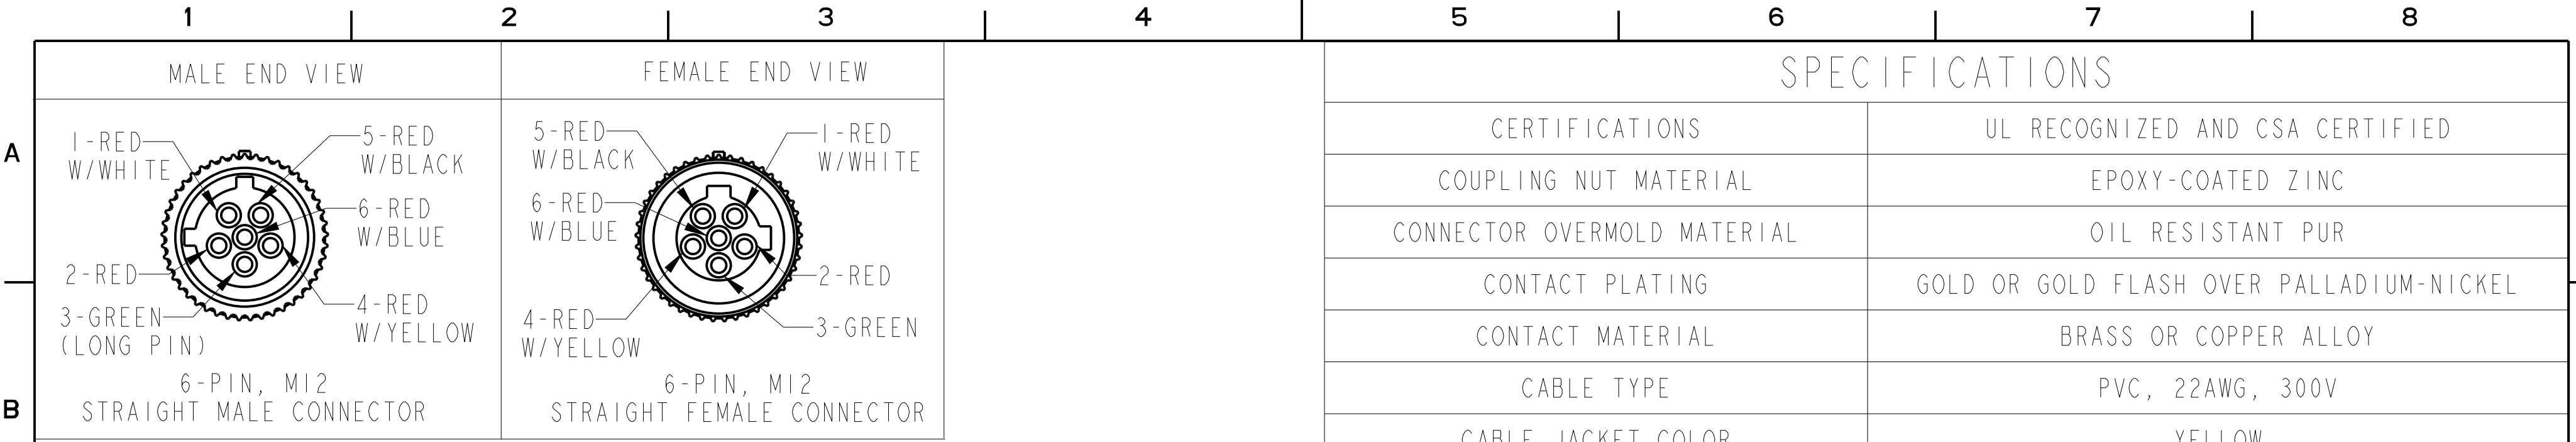 1 2 3 4 5 6 7 8
A
B
MALE END VIEW
1-RED
W/WHITE
5-RED
W/BLACK
6-RED
W/BLUE
2-RED
3-GREEN
(LONG PIN)
4-RED
W/YELLOW
6-PIN, M12
STRAIGHT MALE CONNECTOR
FEMALE END VIEW
5-RED
W/BLACK
1-RED
W/WHITE
6-RED
W/BLUE
2-RED
4-RED
W/YELLOW
3-GREEN
6-PIN, M12
STRAIGHT FEMALE CONNECTOR
SPECIFICATIONS
CERTIFICATIONS UL RECOGNIZED AND CSA CERTIFIED
COUPLING NUT MATERIAL EPOXY-COATED ZINC
CONNECTOR OVERMOLD MATERIAL OIL RESISTANT PUR
CONTACT PLATING GOLD OR GOLD FLASH OVER PALLADIUM-NICKEL
CONTACT MATERIAL BRASS OR COPPER ALLOY
CABLE TYPE PVC, 22AWG, 300V
CABLE JACKET COLOR YELLOW